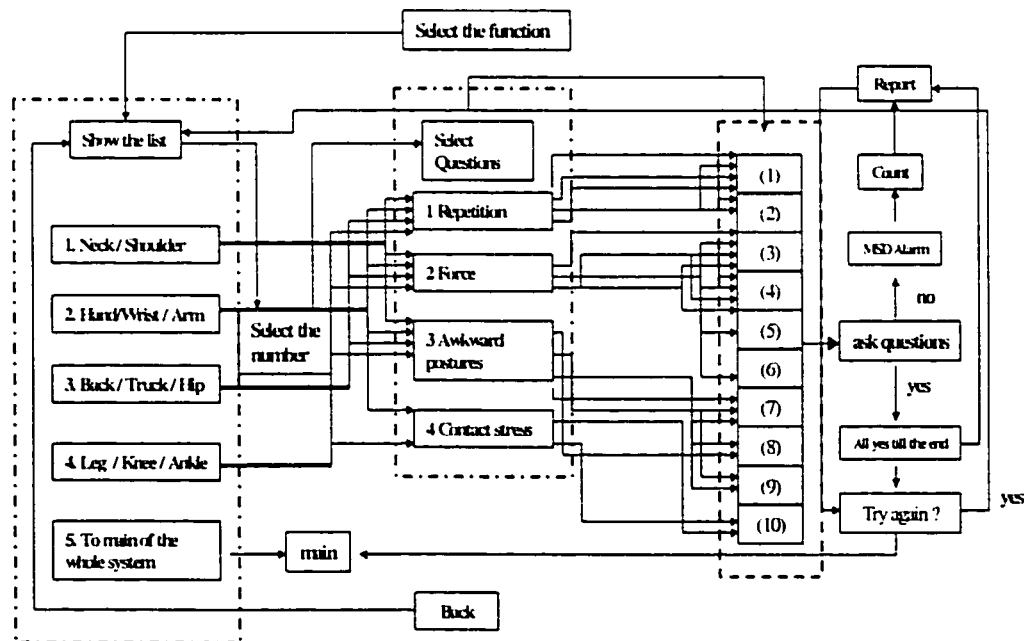 Select the function
Show the list
Select
Questions
Report
Count
MSD Alarm
no
ask questions
yes
All yes till the end
Try again ?
yes
1. Neck / Shoulder
2. Hand/Wrist / Arm
3. Back / Truck / Hip
4. Leg / Knee / Ankle
5. To main of the
whole system
Select the
number
1 Repetition
2 Force
3 Awkward
postures
4 Contact stress
(1)
(2)
(3)
(4)
(5)
(6)
(7)
(8)
(9)
(10)
main
Back